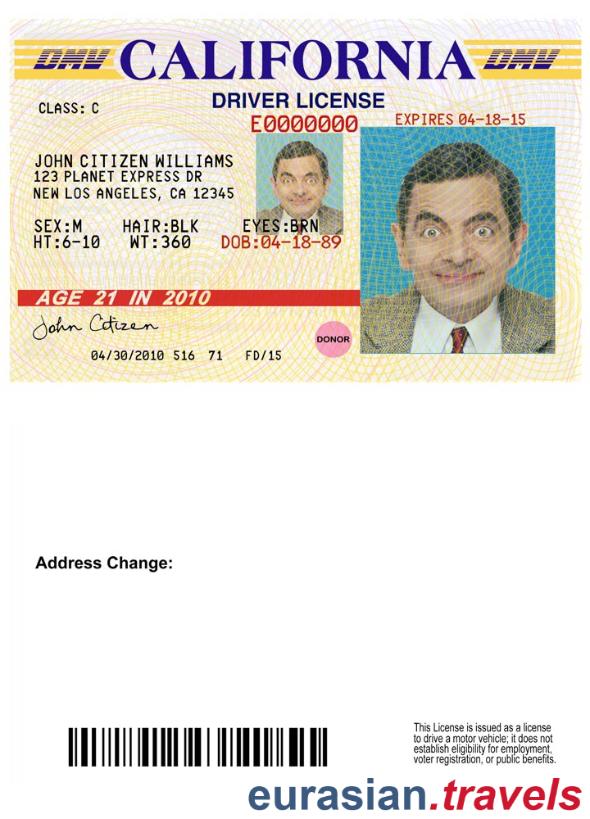 DMV CALIFORNIA DMV
DRIVER LICENSE
CLASS: C
E0000000
EXPIRES 04-18-15
JOHN CITIZEN WILLIAMS
123 PLANET EXPRESS DR
NEW LOS ANGELES, CA 12345
SEX:M HAIR:BLK EYES:BRN
HT:6-10 WT:360 DOB:04-18-89
AGE 21 IN 2010
John Citizen
DONOR
04/30/2010 516 71 FD/15
Address Change:
This License is issued as a license
to drive a motor vehicle; it does not
establish eligibility for employment,
voter registration, or public benefits.
eurasian.travels